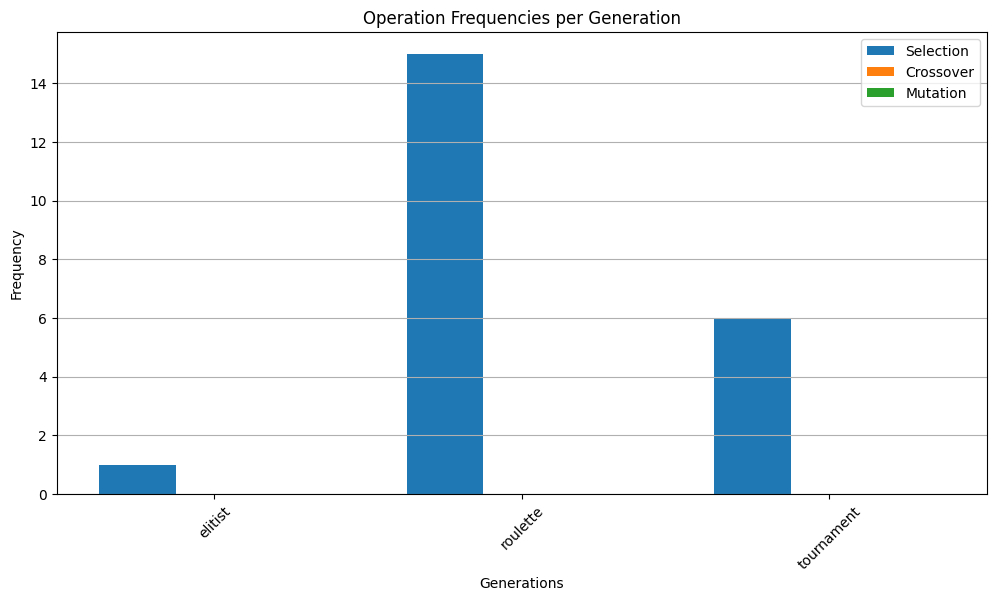 Operation Frequencies per Generation
Selection
Crossover
Mutation
Frequency
14
12
10
8
6
4
2
0
elitist
roulette
tournament
Generations